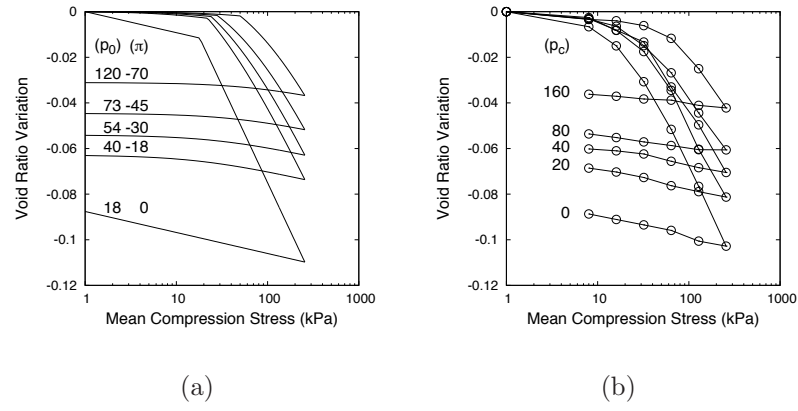 0
-0.02
-0.04
-0.06
-0.08
-0.1
-0.12
Void Ratio Variation
(p0) (π)
120 -70
73 -45
54 -30
40 -18
18 0
1 10 100 1000
Mean Compression Stress (kPa)
(a)
0
-0.02
-0.04
-0.06
-0.08
-0.1
-0.12
Void Ratio Variation
(pc)
160
80
40
20
0
1 10 100 1000
Mean Compression Stress (kPa)
(b)